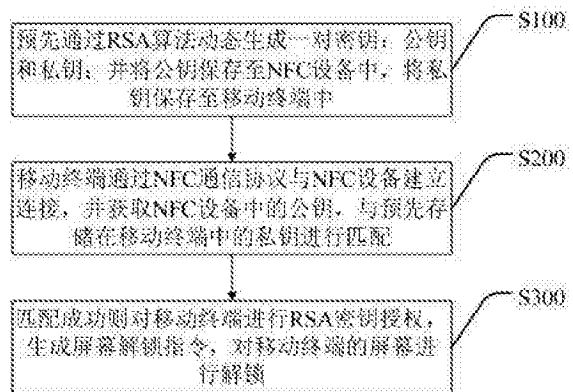 预先通过RSA算法动态生成一对密钥：公钥
和私钥；并将公钥保存至NFC设备中，将私
钥保存至移动终端中
S100
移动终端通过NFC通信协议与NFC设备建立
连接，并获取NFC设备中的公钥，与预先存
储在移动终端中的私钥进行匹配
S200
匹配成功则对移动终端进行RSA密钥授权，
生成屏幕解锁指令，对移动终端的屏幕进
行解锁
S300